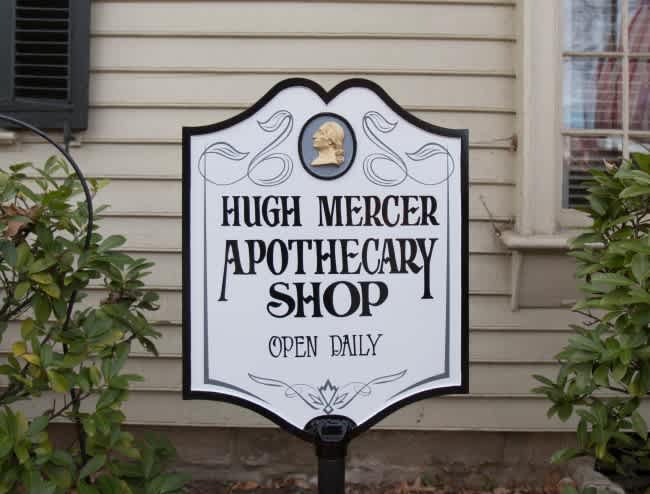 HUGH MERCER
APOTHECARY
SHOP
OPEN DAILY